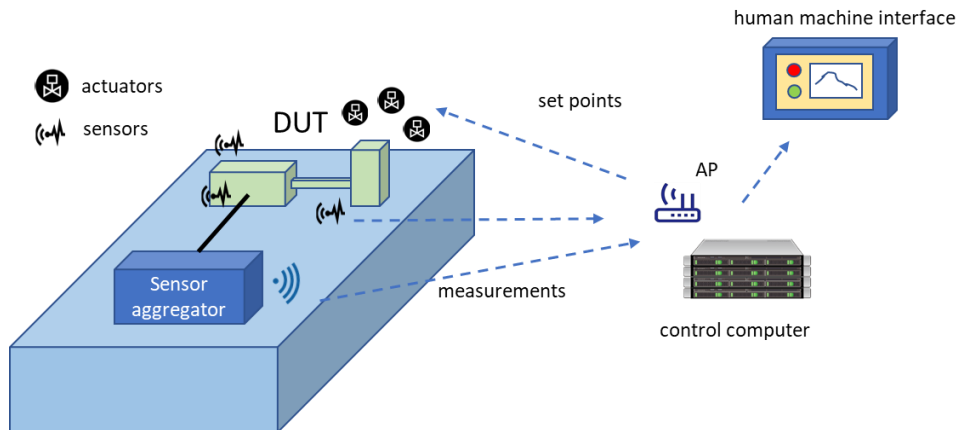 human machine interface
actuators
sensors
DUT
set points
AP
Sensor
aggregator
measurements
control computer